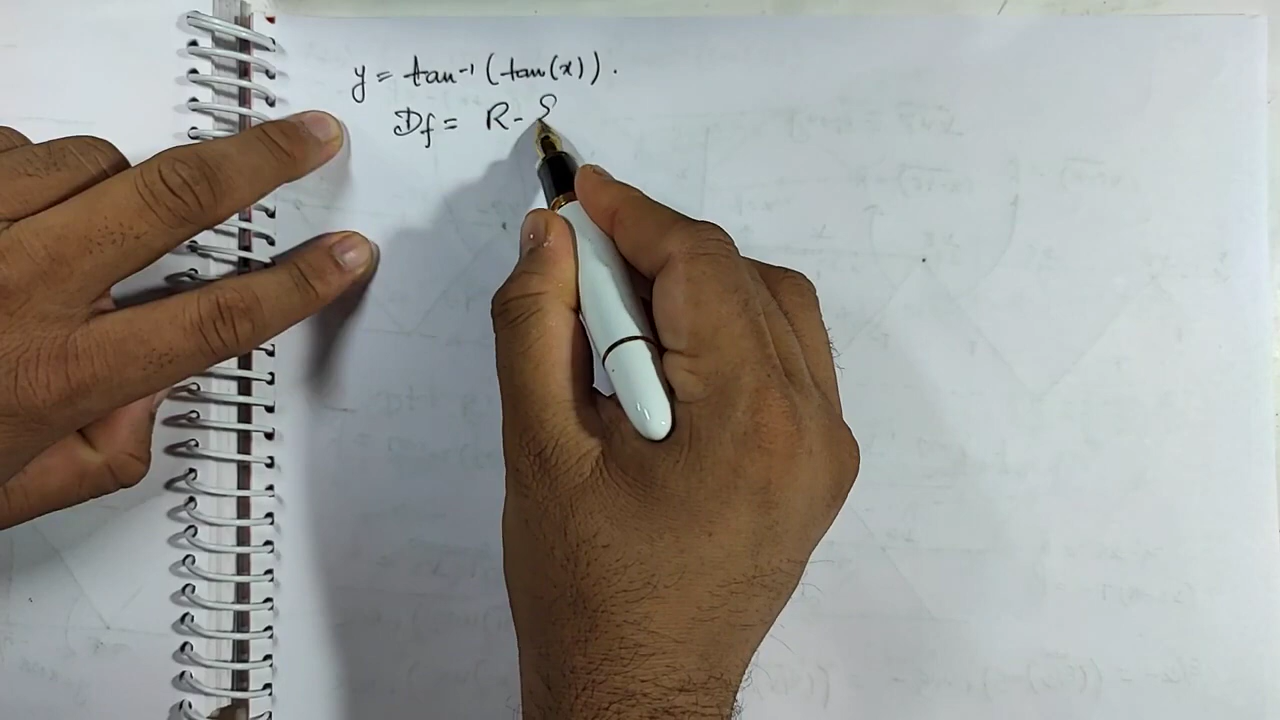 y = tan⁻¹(tan(x)).
Df = R-